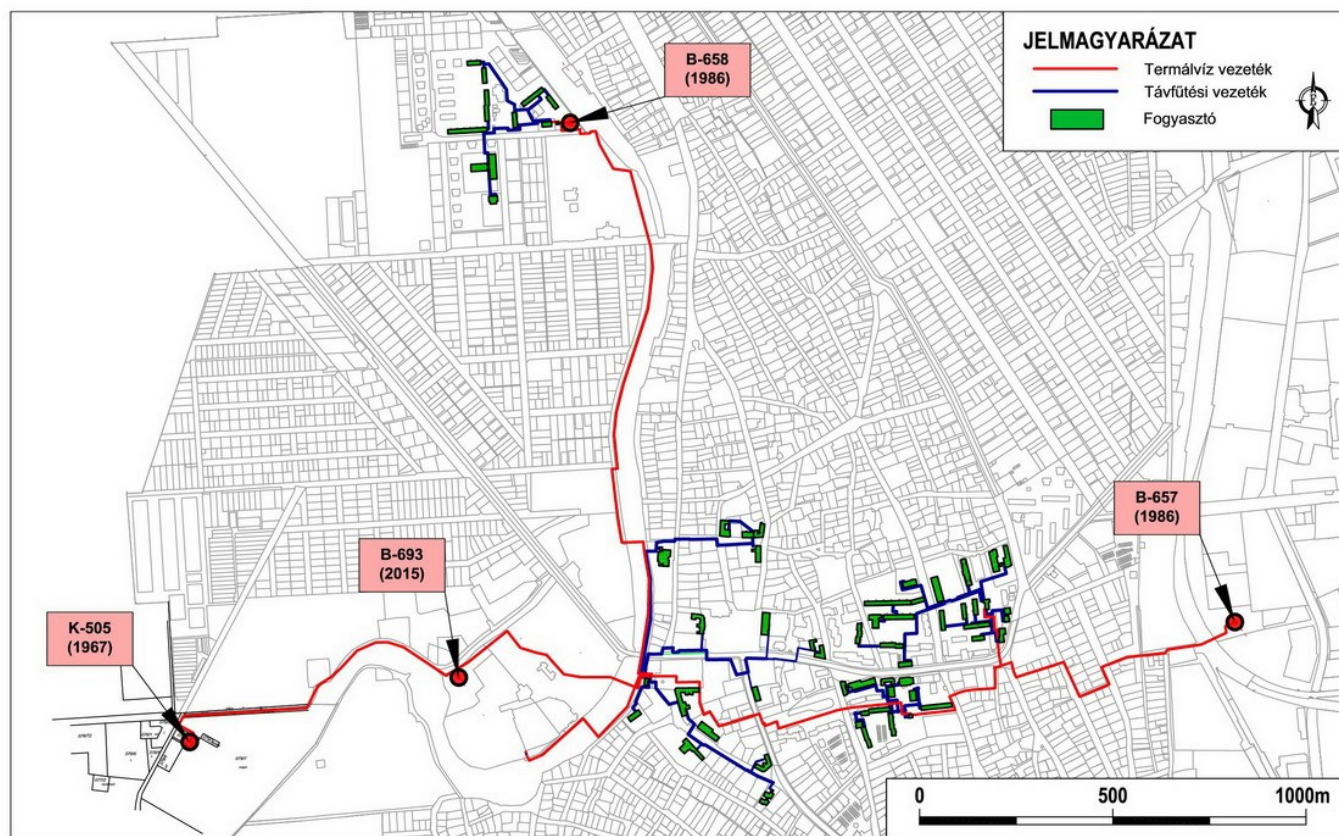 B-658
(1986)
JELMAGYARÁZAT
Termálvíz vezeték
Távfűtési vezeték
Fogyasztó
B-657
(1986)
B-693
(2015)
K-505
(1967)
0 500 1000m